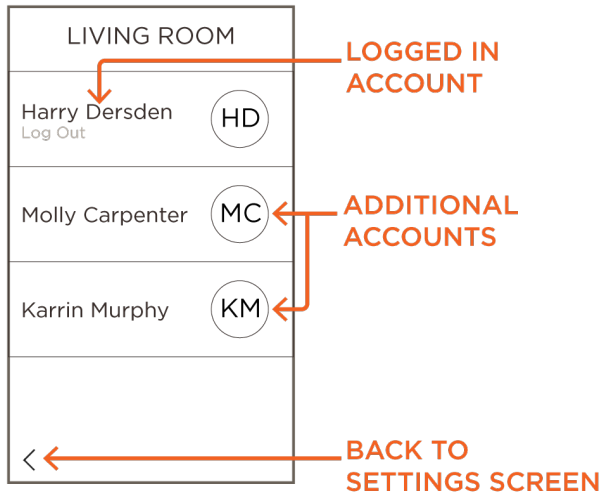 LIVING ROOM
LOGGED IN
ACCOUNT
Harry Dersden
Log Out
HD
Molly Carpenter
MC
ADDITIONAL
ACCOUNTS
Karrin Murphy
KM
<
BACK TO
SETTINGS SCREEN